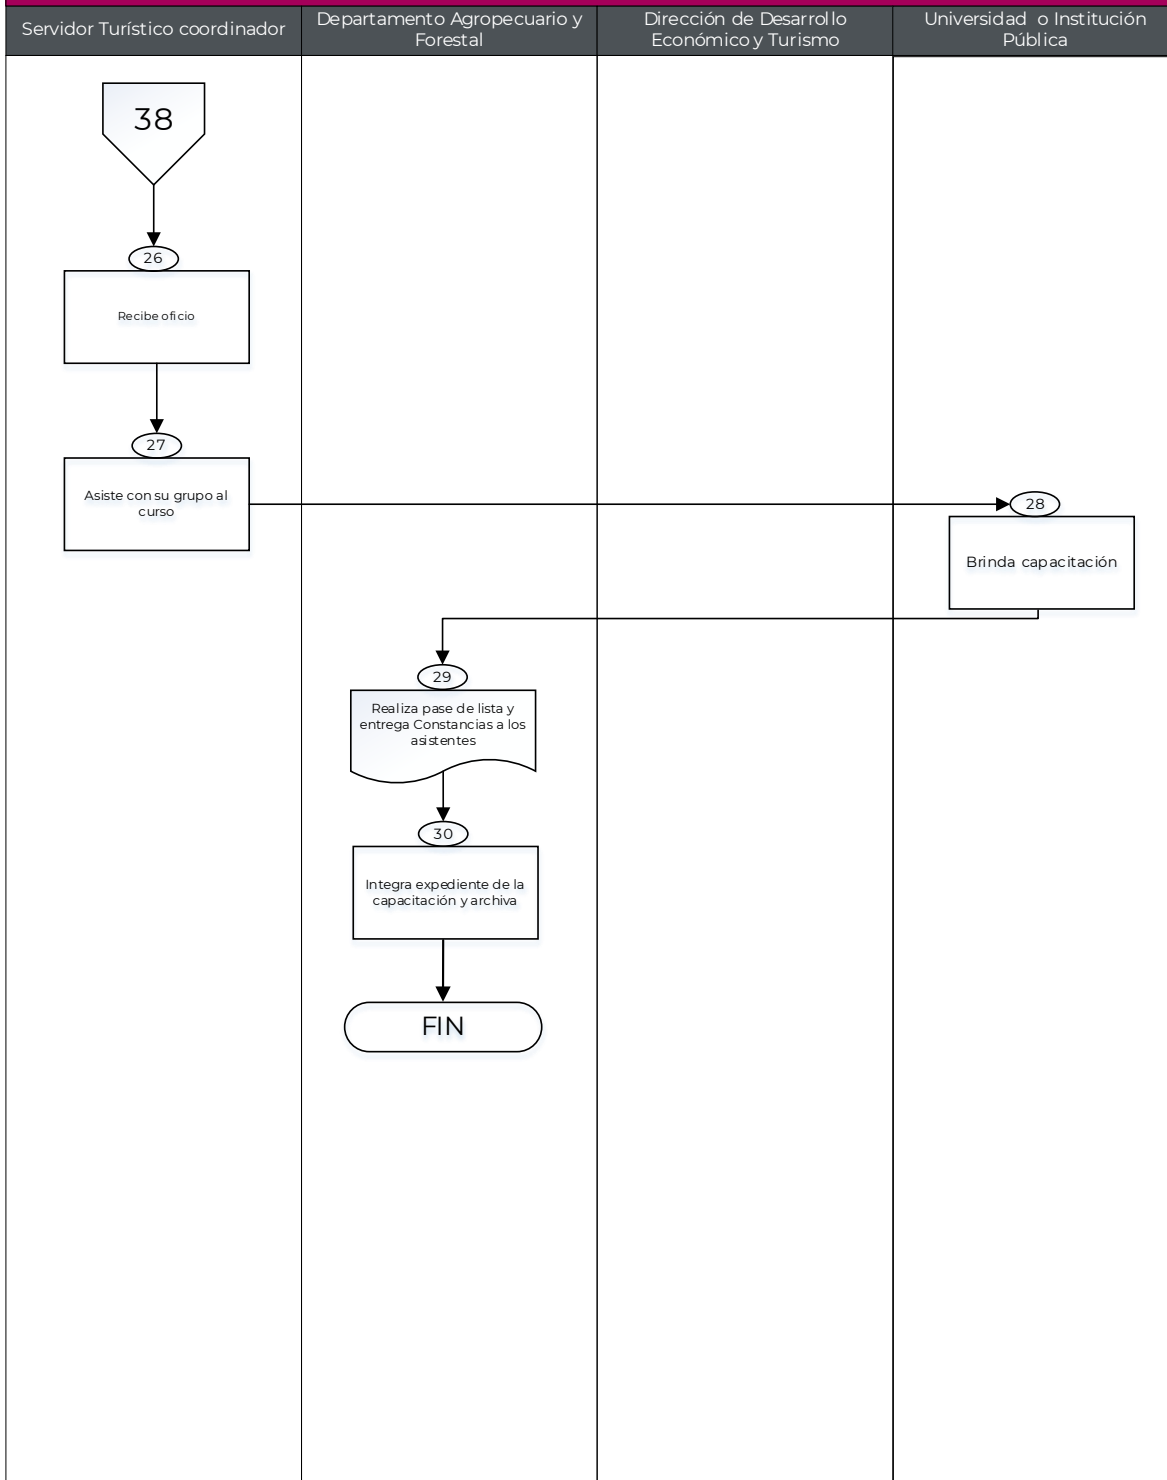 Servidor Turístico coordinador
Departamento Agropecuario y
Forestal
Dirección de Desarrollo
Económico y Turismo
Universidad o Institución
Pública
38
26
Recibe oficio
27
Asiste con su grupo al
curso
28
Brinda capacitación
29
Realiza pase de lista y
entrega Constancias a los
asistentes
30
Integra expediente de la
capacitación y archiva
FIN